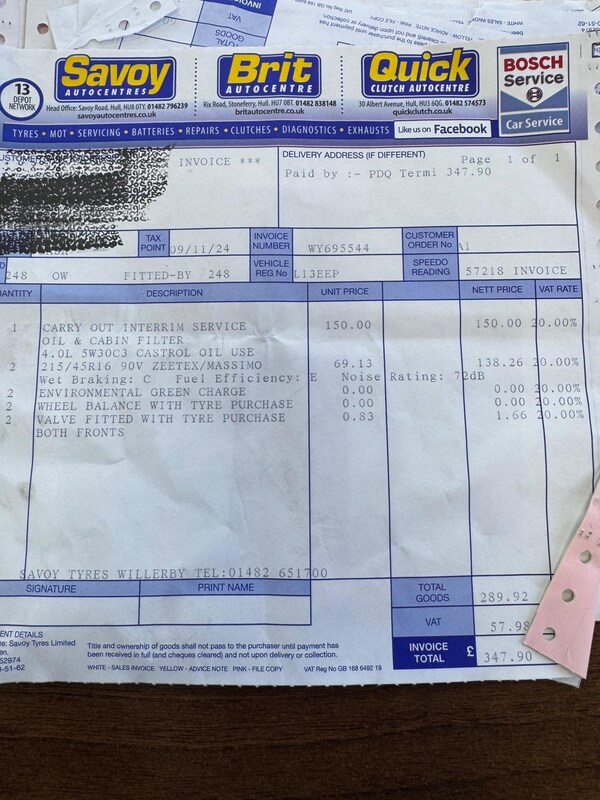 13
DEPOT
NETWORK
Savoy
AUTOCENTRES
Head Office: Savoy Road, Hull, HU8 0TY. 01482 796239
savoyautocentres.co.uk
Brit
AUTOCENTRE
Rix Road, Stoneferry, Hull, HU7 0BT. 01482 838148
britautocentre.co.uk
Quick
CLUTCH AUTOCENTRE
30 Albert Avenue, Hull, HU3 6QG. 01482 574573
quickclutch.co.uk
BOSCH
Service
Car Service
TYRES • MOT • SERVICING • BATTERIES • REPAIRS • CLUTCHES • DIAGNOSTICS • EXHAUSTS
Like us on Facebook
INVOICE ***
DELIVERY ADDRESS (IF DIFFERENT)
Page 1 of 1
Paid by :- PDQ Termi 347.90
TAX POINT 09/11/24
INVOICE NUMBER WY695544
CUSTOMER ORDER No A1
248 OW FITTED-BY 248
VEHICLE REG No L13EEP
SPEEDO READING 57218 INVOICE
ANTITY DESCRIPTION UNIT PRICE NETT PRICE VAT RATE
1 CARRY OUT INTERRIM SERVICE 150.00 150.00 20.00%
OIL & CABIN FILTER
4.0L 5W30C3 CASTROL OIL USE
2 215/45R16 90V ZEETEX/MASSIMO 69.13 138.26 20.00%
Wet Braking: C Fuel Efficiency: E Noise Rating: 72dB
2 ENVIRONMENTAL GREEN CHARGE 0.00 0.00 20.00%
2 WHEEL BALANCE WITH TYRE PURCHASE 0.00 0.00 20.00%
2 VALVE FITTED WITH TYRE PURCHASE 0.83 1.66 20.00%
BOTH FRONTS
SAVOY TYRES WILLERBY TEL:01482 651700
SIGNATURE PRINT NAME
TOTAL GOODS 289.92
VAT 57.98
INVOICE TOTAL £ 347.90
ENT DETAILS
e: Savoy Tyres Limited
en.
52974
0-51-62
Title and ownership of goods shall not pass to the purchaser until payment has
been received in full (and cheques cleared) and not upon delivery or collection.
WHITE - SALES INVOICE YELLOW - ADVICE NOTE PINK - FILE COPY VAT Reg No GB 168 6492 19